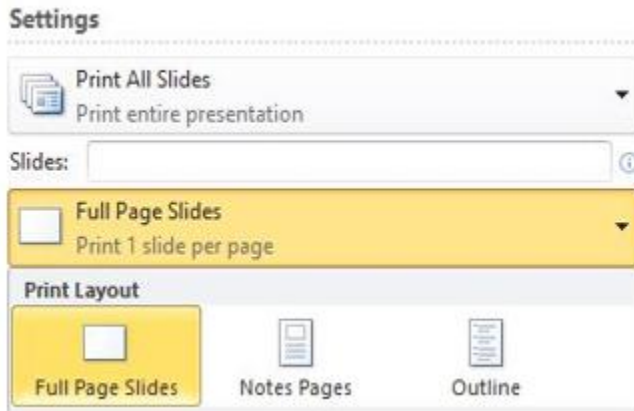 Settings
Print All Slides
Print entire presentation
Slides:
Full Page Slides
Print 1 slide per page
Print Layout
Full Page Slides
Notes Pages
Outline